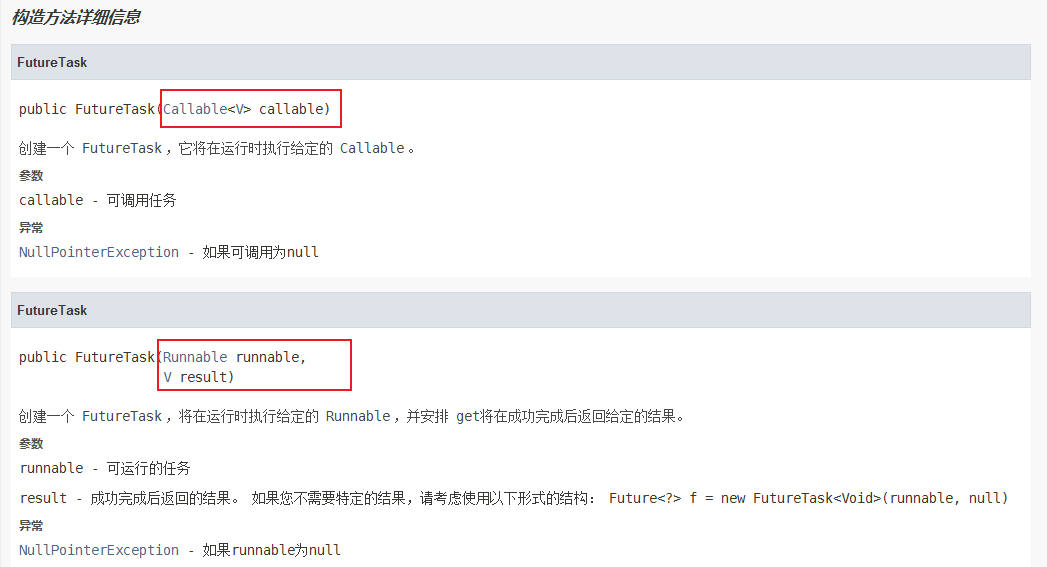 构造方法详细信息
FutureTask
public FutureTask(Callable<V> callable)
创建一个 FutureTask，它将在运行时执行给定的 Callable。
参数
callable - 可调用任务
异常
NullPointerException - 如果可调用为null
FutureTask
public FutureTask(Runnable runnable,
V result)
创建一个 FutureTask，将在运行时执行给定的 Runnable，并安排 get将在成功完成后返回给定的结果。
参数
runnable - 可运行的任务
result - 成功完成后返回的结果。 如果您不需要特定的结果，请考虑使用以下形式的结构： Future<?> f = new FutureTask<Void>(runnable, null)
异常
NullPointerException - 如果runnable为null